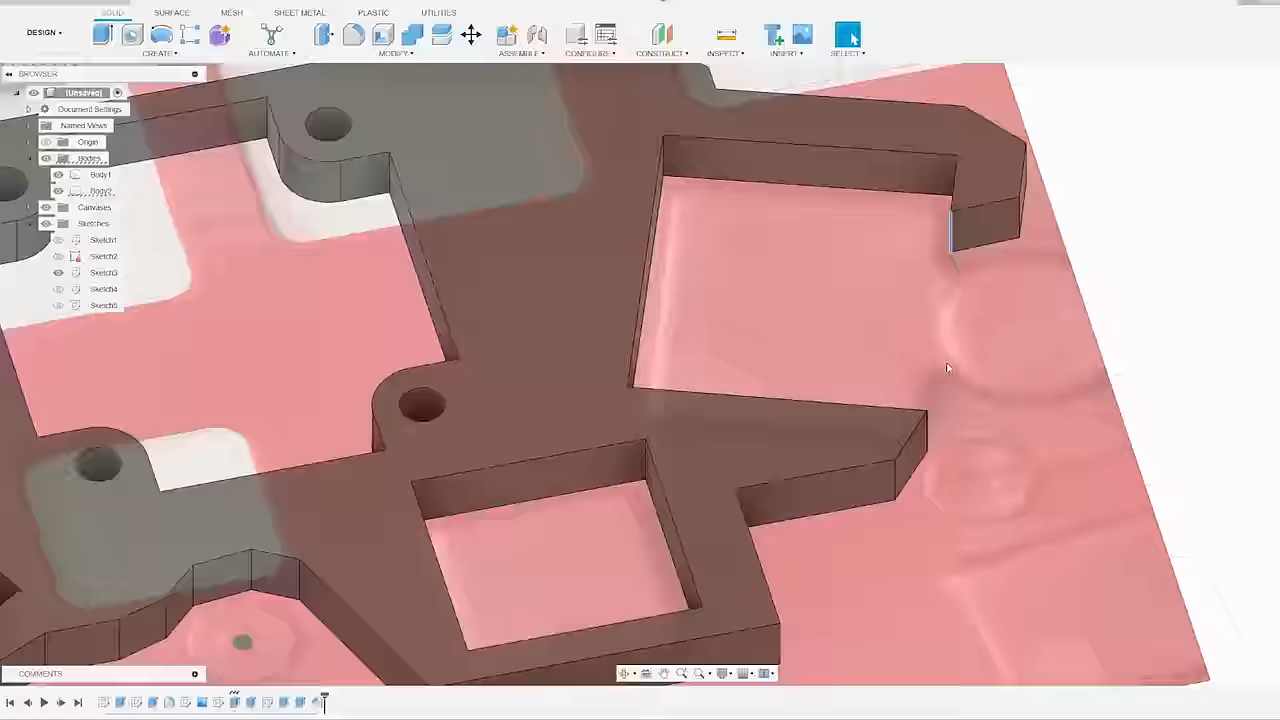 SOLID SURFACE MESH SHEET METAL PLASTIC UTILITIES
DESIGN
CREATE AUTOMATE MODIFY ASSEMBLE CONFIGURE CONSTRUCT INSPECT INSERT SELECT
BROWSER
(Unsaved)
Document Settings
Named Views
Origin
Bodies
Body1
Body2
Canvases
Sketches
Sketch1
Sketch2
Sketch3
Sketch4
Sketch5
COMMENTS